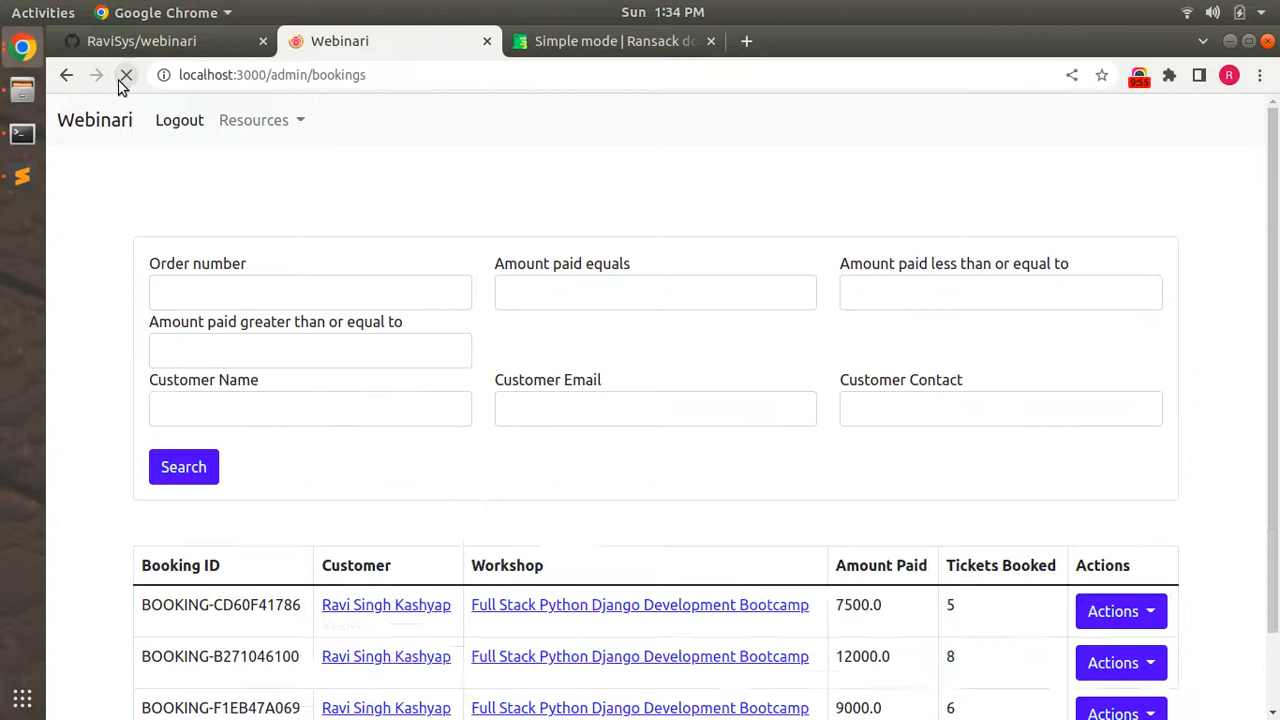 Activities Google Chrome Sun 1:34 PM
RaviSys/webinari Webinari Simple mode | Ransack do
localhost:3000/admin/bookings R
Webinari Logout Resources
Order number Amount paid equals Amount paid less than or equal to
Amount paid greater than or equal to
Customer Name Customer Email Customer Contact
Search
Booking ID Customer Workshop Amount Paid Tickets Booked Actions
BOOKING-CD60F41786 Ravi Singh Kashyap Full Stack Python Django Development Bootcamp 7500.0 5 Actions
BOOKING-B271046100 Ravi Singh Kashyap Full Stack Python Django Development Bootcamp 12000.0 8 Actions
BOOKING-F1EB47A069 Ravi Singh Kashyap Full Stack Python Django Development Bootcamp 9000.0 6 Actions